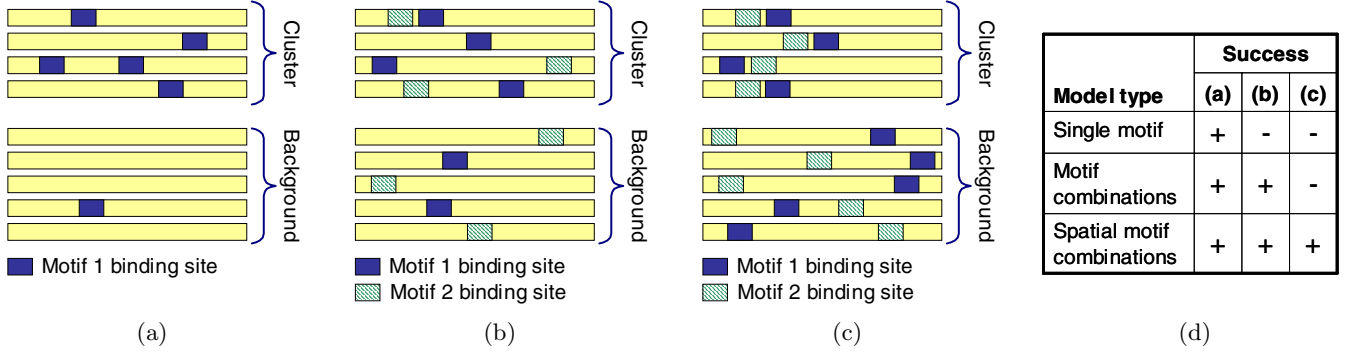 Cluster
Background
Motif 1 binding site
(a)
Cluster
Background
Motif 1 binding site
Motif 2 binding site
(b)
Cluster
Background
Motif 1 binding site
Motif 2 binding site
(c)
Success
Model type (a) (b) (c)
Single motif + - -
Motif
combinations + + -
Spatial motif
combinations + + +
(d)